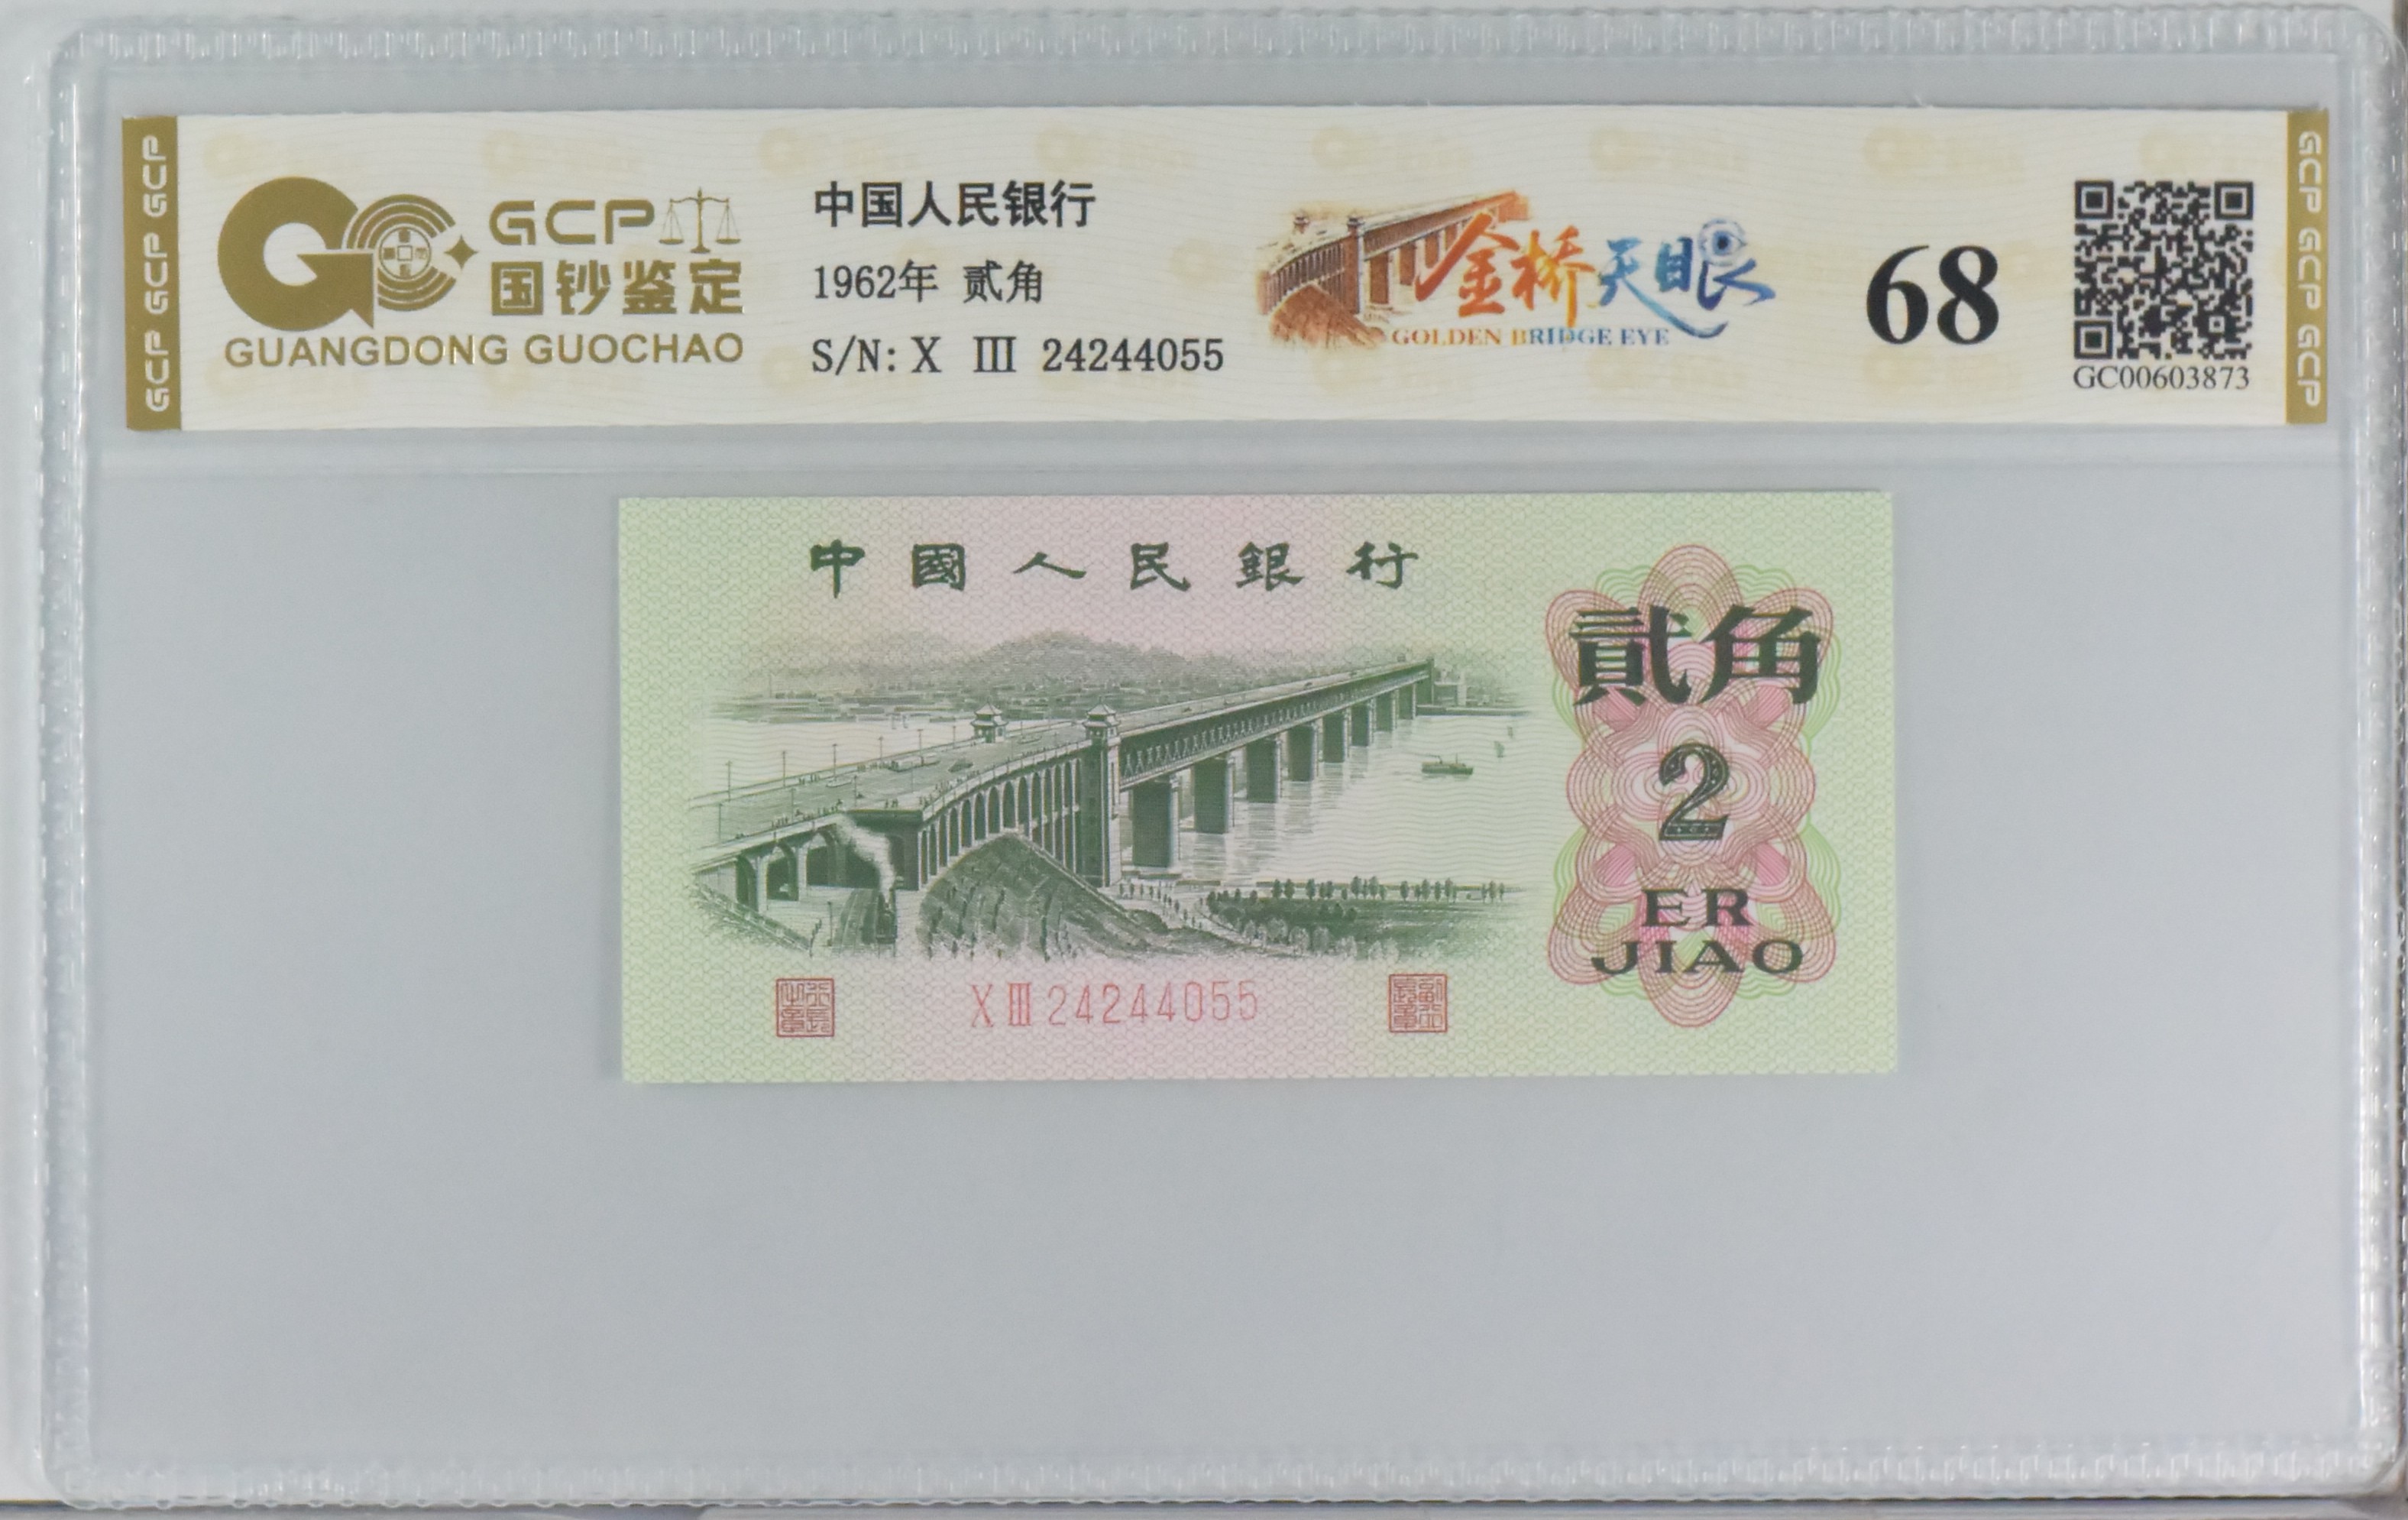 GCP GCP GCP
GCP
国钞鉴定
GUANGDONG GUOCHAO
中国人民银行
1962年 贰角
S/N: X Ⅲ 24244055
金桥天眼
GOLDEN BRIDGE EYE
68
GC00603873
GCP GCP GCP
中國人民銀行
貳角
2
ER
JIAO
X Ⅲ 24244055